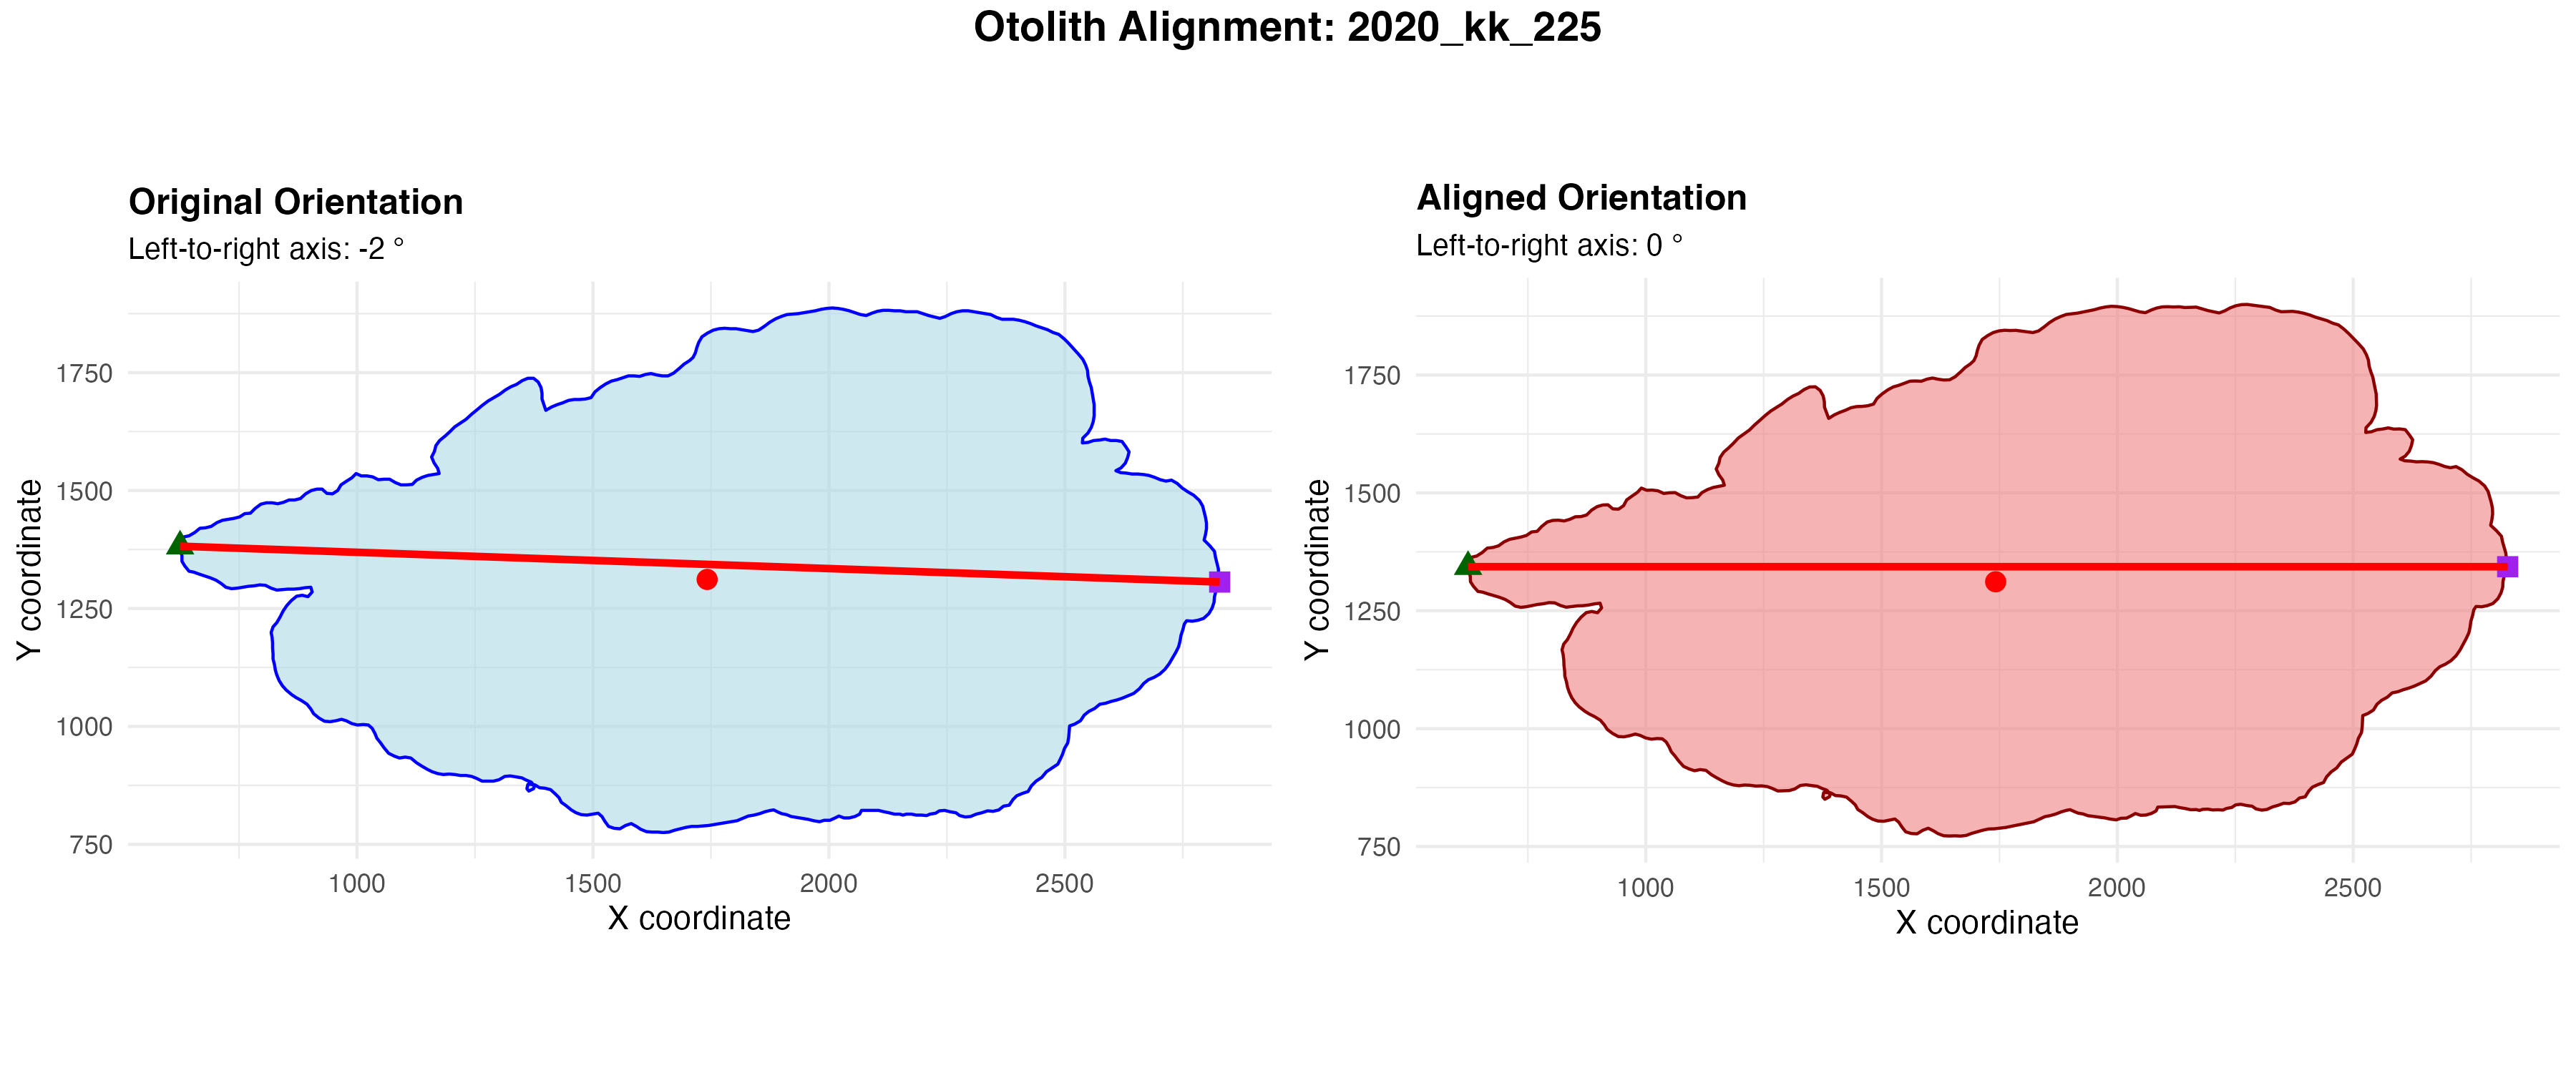 Otolith Alignment: 2020_kk_225
Original Orientation
Left-to-right axis: -2 °
Y coordinate
1750
1500
1250
1000
750
1000 1500 2000 2500
X coordinate
Aligned Orientation
Left-to-right axis: 0 °
Y coordinate
1750
1500
1250
1000
750
1000 1500 2000 2500
X coordinate